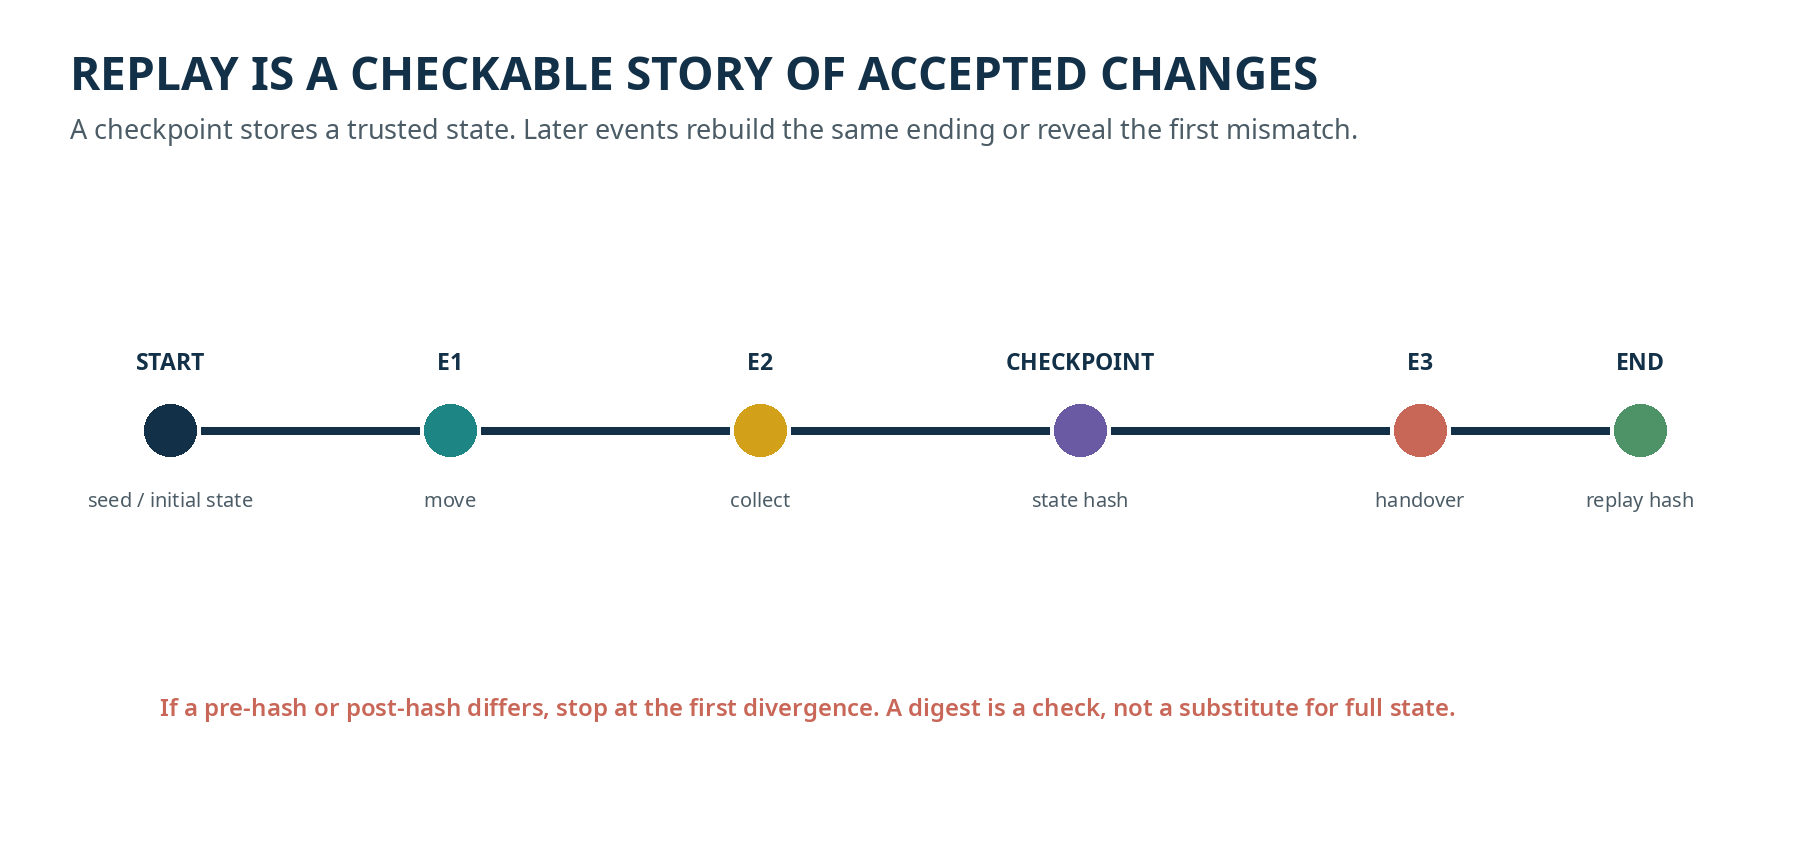 REPLAY IS A CHECKABLE STORY OF ACCEPTED CHANGES
A checkpoint stores a trusted state. Later events rebuild the same ending or reveal the first mismatch.
START
E1
E2
CHECKPOINT
E3
END
seed / initial state
move
collect
state hash
handover
replay hash
If a pre-hash or post-hash differs, stop at the first divergence. A digest is a check, not a substitute for full state.